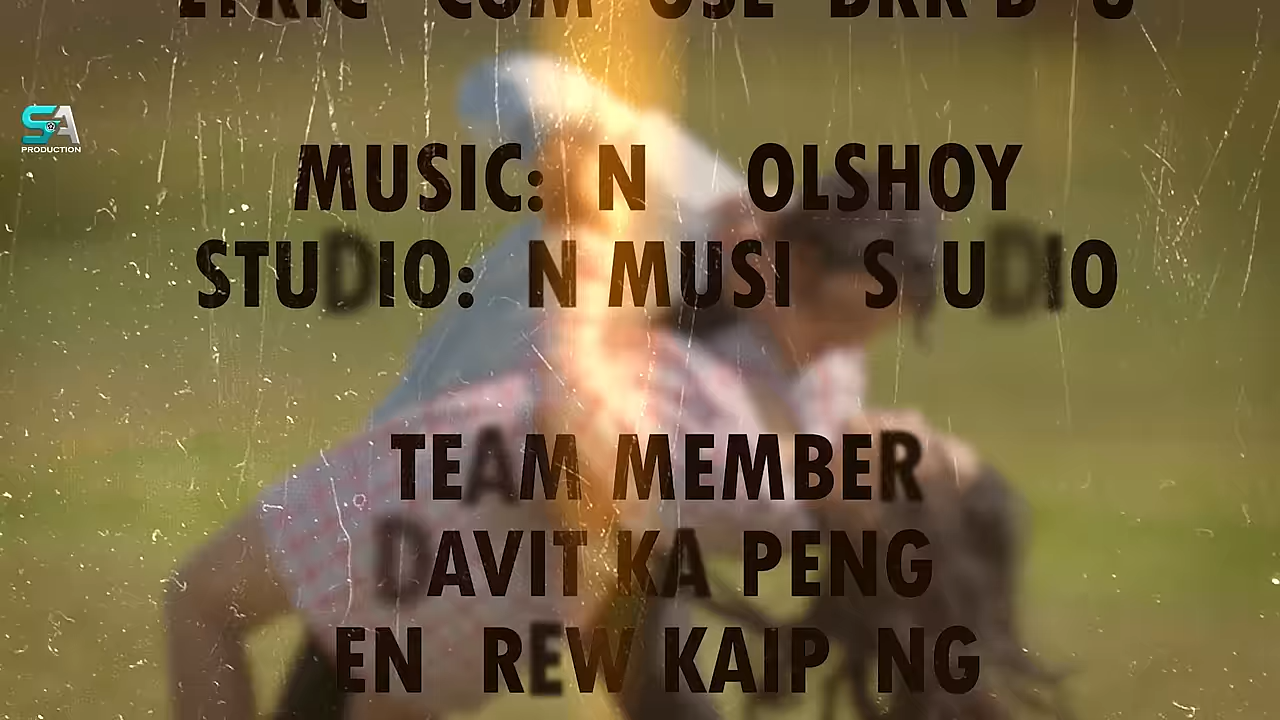 SA
PRODUCTION
MUSIC: N OLSHOY
STUDIO: N MUSI S UDIO
TEAM MEMBER
DAVIT KA PENG
EN REW KAIP NG